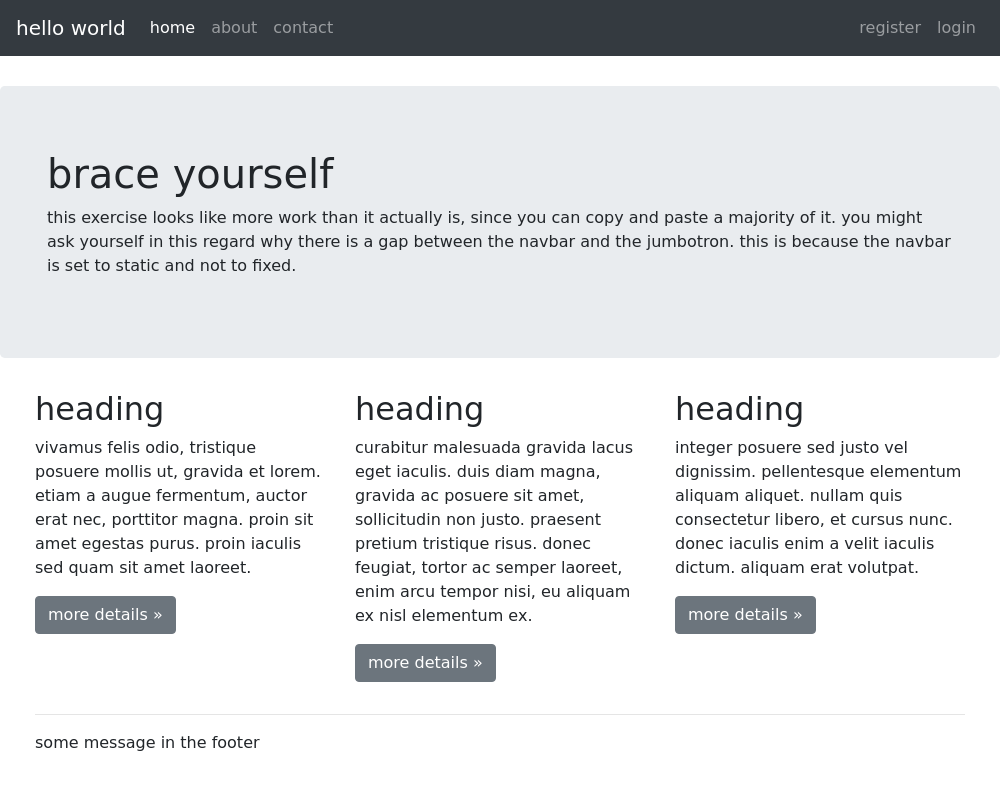 hello world home about contact register login
brace yourself
this exercise looks like more work than it actually is, since you can copy and paste a majority of it. you might
ask yourself in this regard why there is a gap between the navbar and the jumbotron. this is because the navbar
is set to static and not to fixed.
heading
vivamus felis odio, tristique
posuere mollis ut, gravida et lorem.
etiam a augue fermentum, auctor
erat nec, porttitor magna. proin sit
amet egestas purus. proin iaculis
sed quam sit amet laoreet.
more details »
heading
curabitur malesuada gravida lacus
eget iaculis. duis diam magna,
gravida ac posuere sit amet,
sollicitudin non justo. praesent
pretium tristique risus. donec
feugiat, tortor ac semper laoreet,
enim arcu tempor nisi, eu aliquam
ex nisl elementum ex.
more details »
heading
integer posuere sed justo vel
dignissim. pellentesque elementum
aliquam aliquet. nullam quis
consectetur libero, et cursus nunc.
donec iaculis enim a velit iaculis
dictum. aliquam erat volutpat.
more details »
some message in the footer